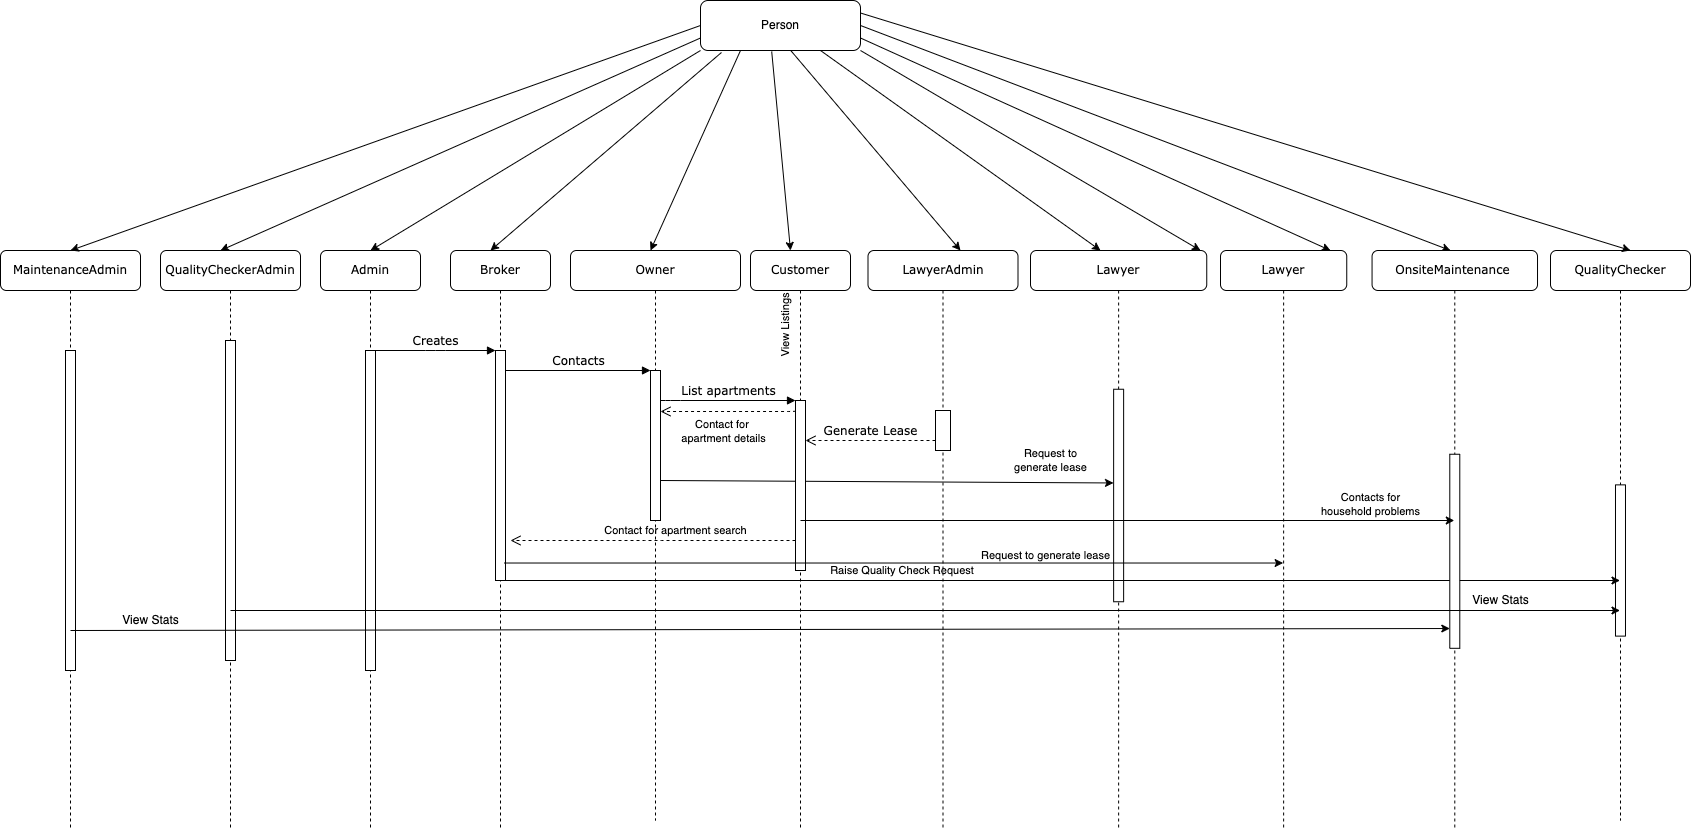 Person
MaintenanceAdmin
QualityCheckerAdmin
Admin
Broker
Owner
Customer
LawyerAdmin
Lawyer
Lawyer
OnsiteMaintenance
QualityChecker
View Listings
Creates
Contacts
List apartments
Contact for
apartment details
Generate Lease
Request to
generate lease
Contacts for
household problems
Contact for apartment search
Request to generate lease
Raise Quality Check Request
View Stats
View Stats